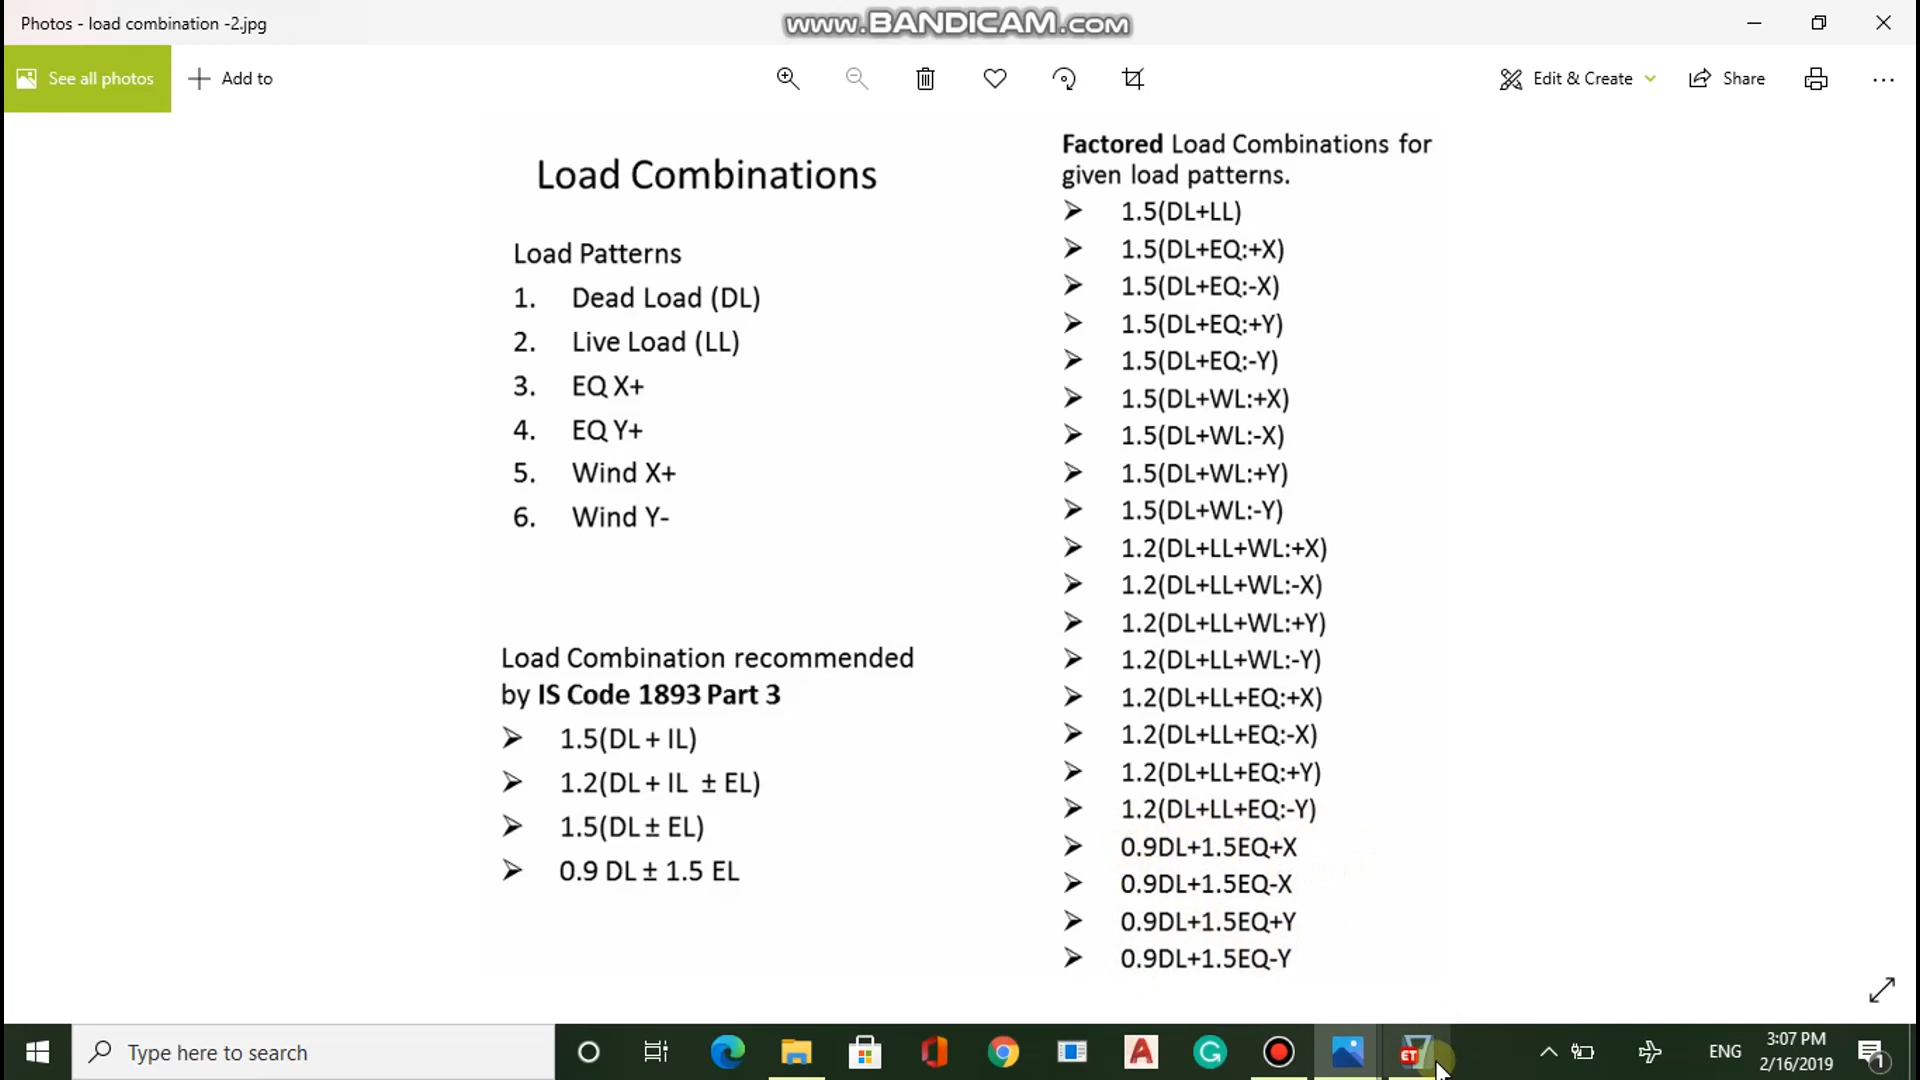 Photos - load combination -2.jpg
www.BANDICAM.com
See all photos
Add to
Edit & Create
Share
Load Combinations
Load Patterns
1. Dead Load (DL)
2. Live Load (LL)
3. EQ X+
4. EQ Y+
5. Wind X+
6. Wind Y-
Load Combination recommended
by IS Code 1893 Part 3
➢ 1.5(DL + IL)
➢ 1.2(DL + IL ± EL)
➢ 1.5(DL ± EL)
➢ 0.9 DL ± 1.5 EL
Factored Load Combinations for
given load patterns.
➢ 1.5(DL+LL)
➢ 1.5(DL+EQ:+X)
➢ 1.5(DL+EQ:-X)
➢ 1.5(DL+EQ:+Y)
➢ 1.5(DL+EQ:-Y)
➢ 1.5(DL+WL:+X)
➢ 1.5(DL+WL:-X)
➢ 1.5(DL+WL:+Y)
➢ 1.5(DL+WL:-Y)
➢ 1.2(DL+LL+WL:+X)
➢ 1.2(DL+LL+WL:-X)
➢ 1.2(DL+LL+WL:+Y)
➢ 1.2(DL+LL+WL:-Y)
➢ 1.2(DL+LL+EQ:+X)
➢ 1.2(DL+LL+EQ:-X)
➢ 1.2(DL+LL+EQ:+Y)
➢ 1.2(DL+LL+EQ:-Y)
➢ 0.9DL+1.5EQ+X
➢ 0.9DL+1.5EQ-X
➢ 0.9DL+1.5EQ+Y
➢ 0.9DL+1.5EQ-Y
Type here to search
ET
ENG
3:07 PM
2/16/2019
1